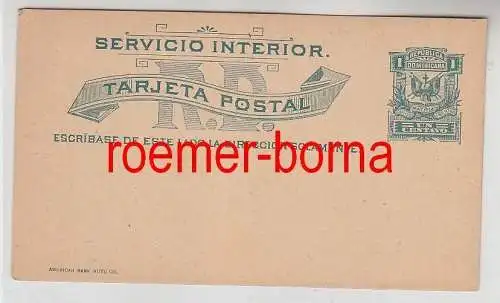 SERVICIO INTERIOR.
R.D.
REPUBLICA
DOMINICANA
1 1
TARJETA POSTAL
UN
CENTAVO
ESCRÍBASE DE ESTE LADO LA DIRECCION SOLAMENTE.
roemer-borna
AMERICAN BANK NOTE CO.